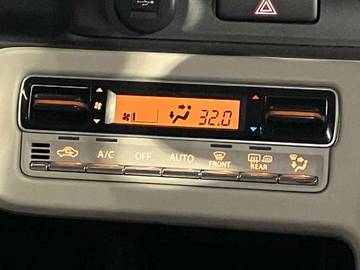 32.0
A/C OFF AUTO FRONT REAR